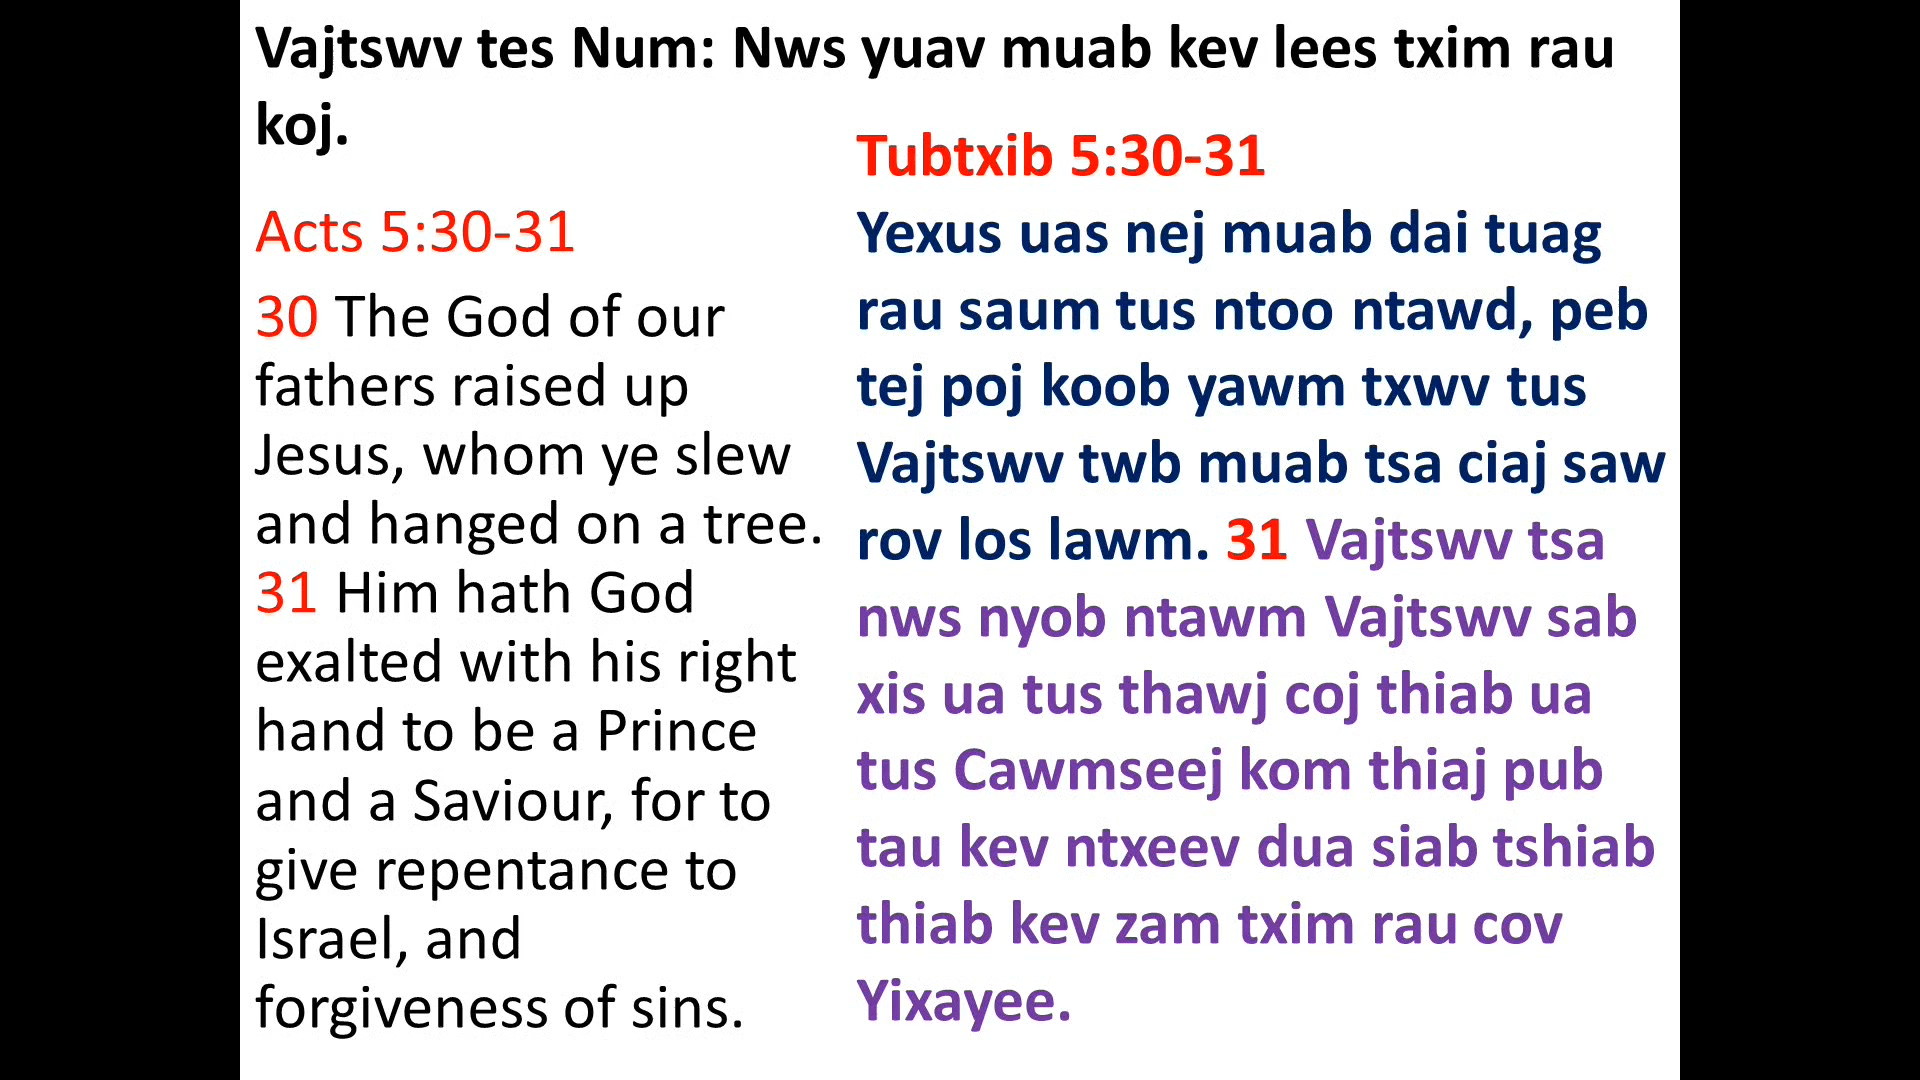 Vajtswv tes Num: Nws yuav muab kev lees txim rau
koj.
Acts 5:30-31
30 The God of our
fathers raised up
Jesus, whom ye slew
and hanged on a tree.
31 Him hath God
exalted with his right
hand to be a Prince
and a Saviour, for to
give repentance to
Israel, and
forgiveness of sins.
Tubtxib 5:30-31
Yexus uas nej muab dai tuag
rau saum tus ntoo ntawd, peb
tej poj koob yawm txwv tus
Vajtswv twb muab tsa ciaj saw
rov los lawm. 31 Vajtswv tsa
nws nyob ntawm Vajtswv sab
xis ua tus thawj coj thiab ua
tus Cawmseej kom thiaj pub
tau kev ntxeev dua siab tshiab
thiab kev zam txim rau cov
Yixayee.